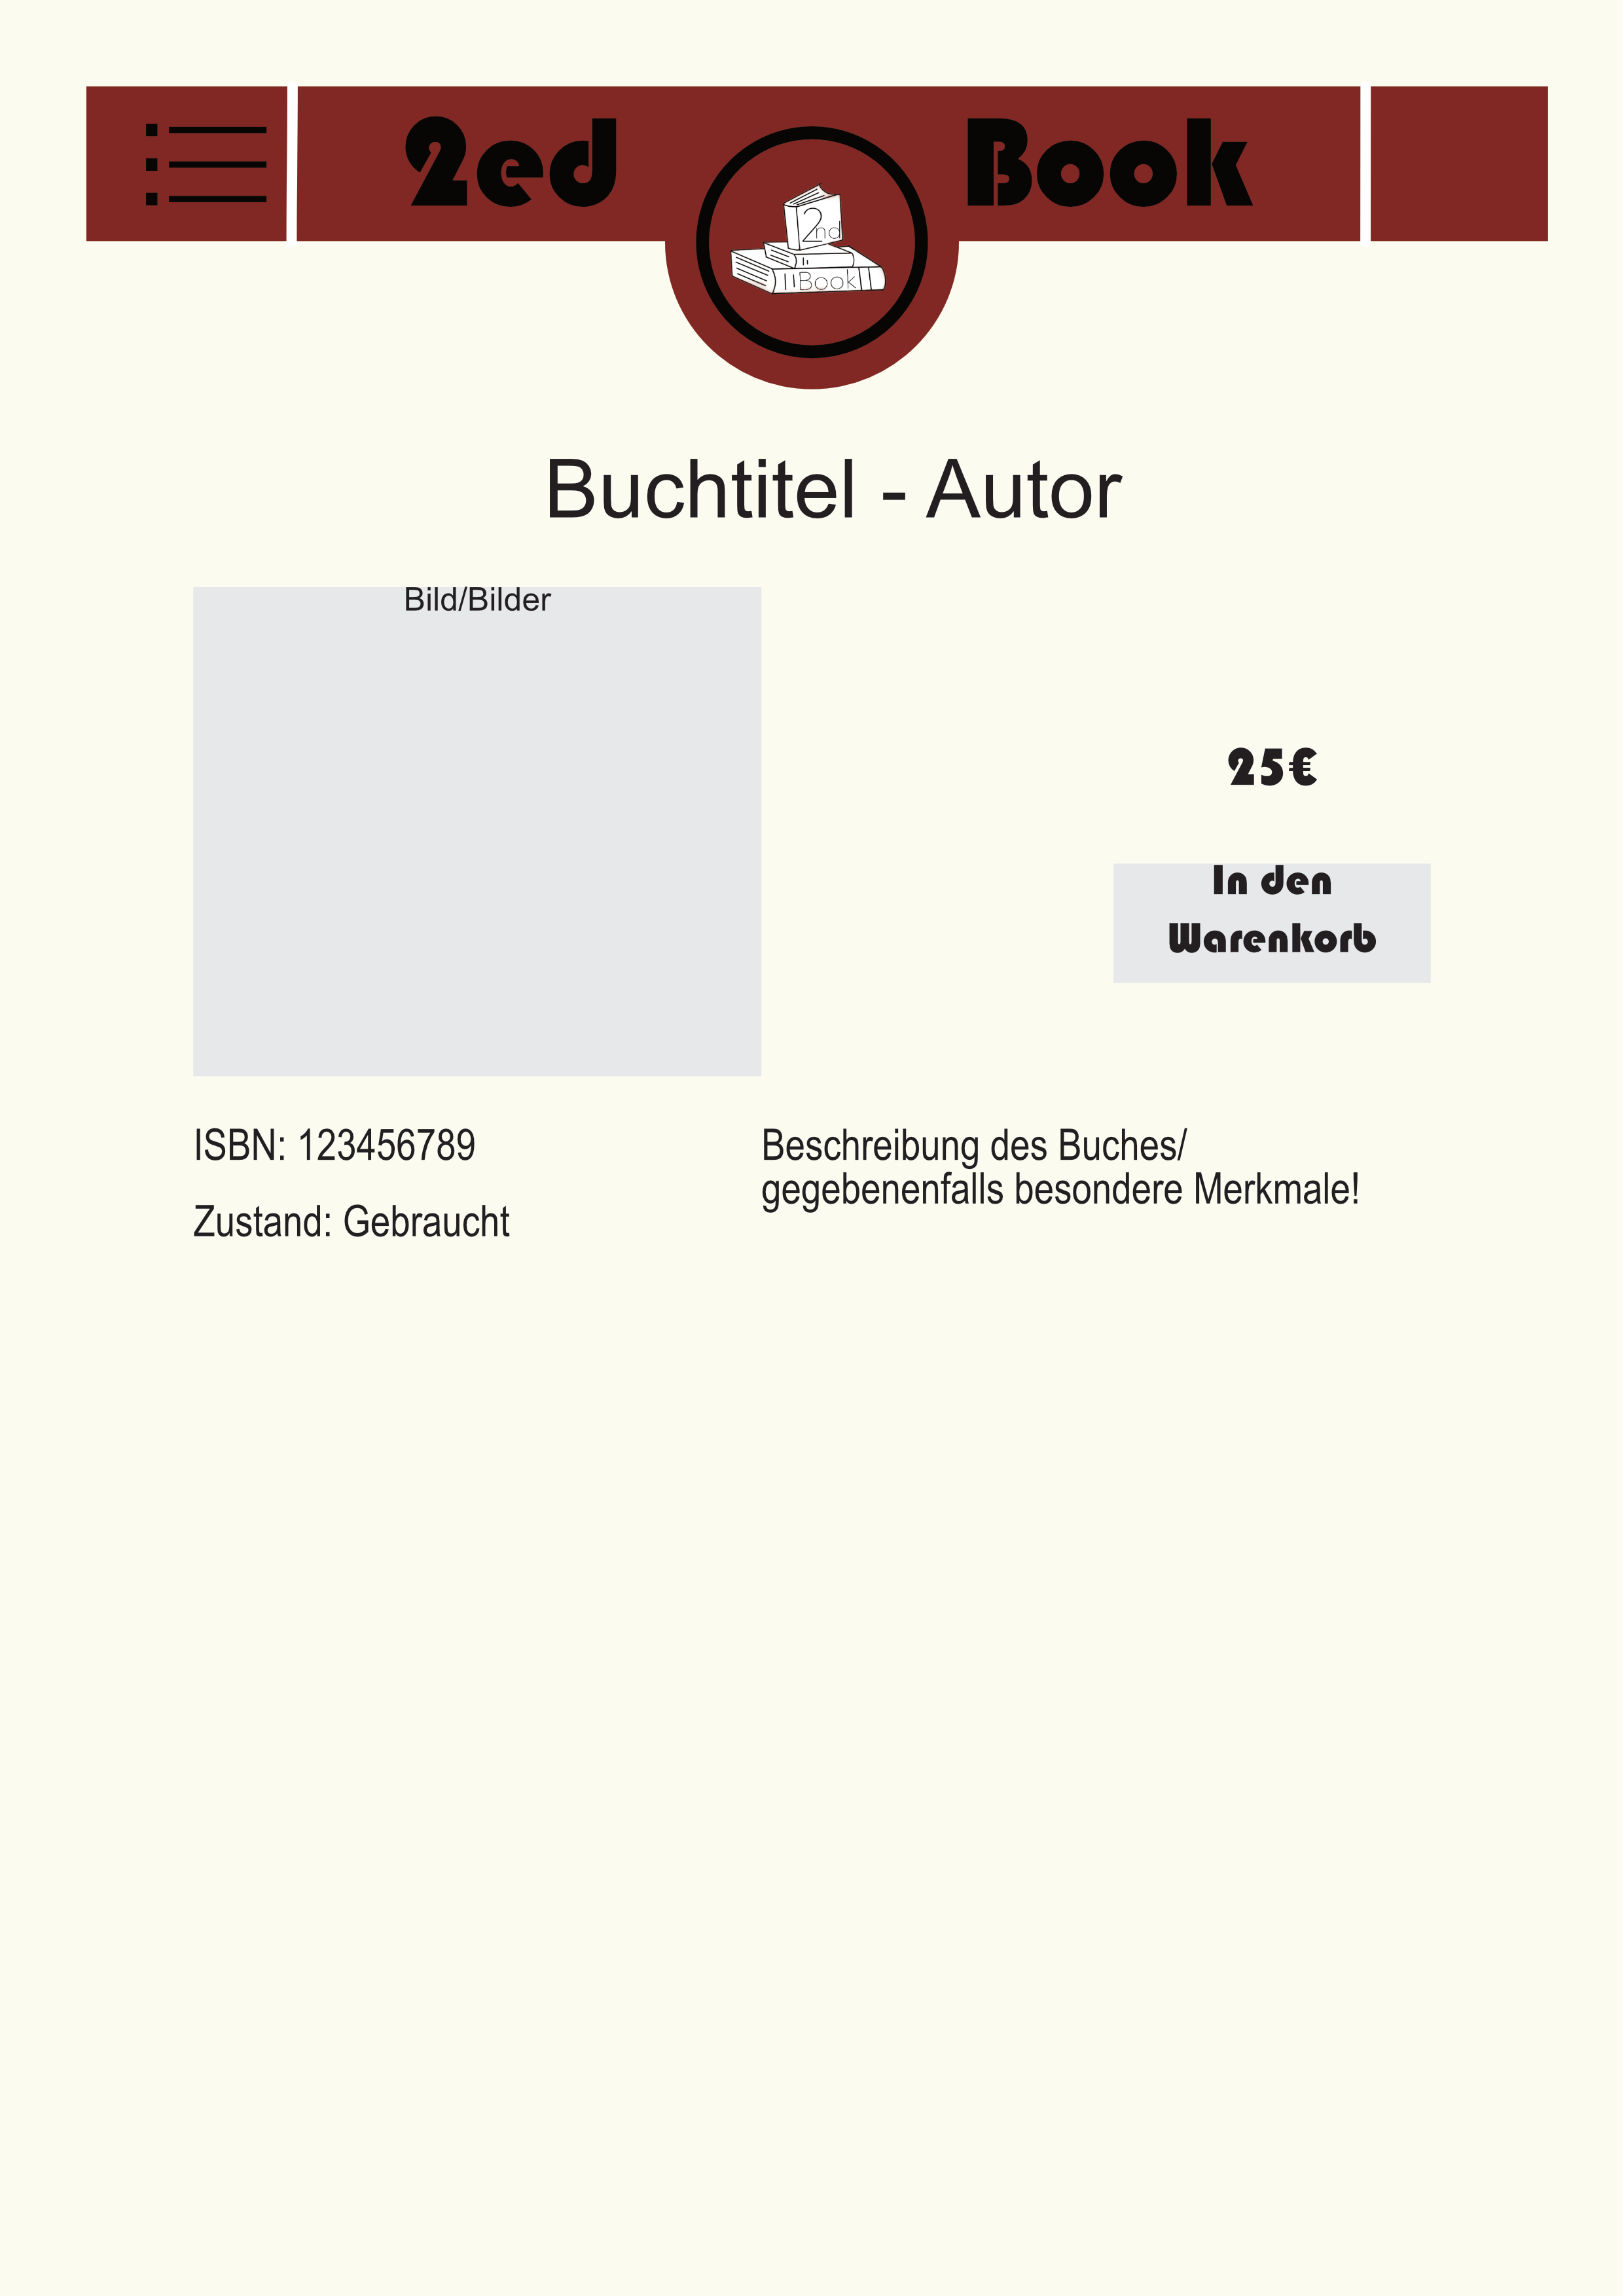 2ed Book
2nd
Book
Buchtitel - Autor
Bild/Bilder
25€
In den
Warenkorb
ISBN: 123456789
Zustand: Gebraucht
Beschreibung des Buches/
gegebenenfalls besondere Merkmale!